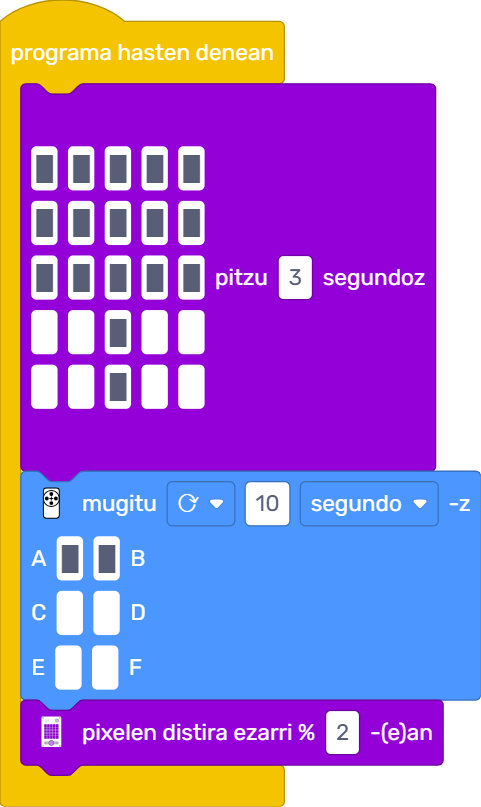 programa hasten denean
pitzu 3 segundoz
mugitu 10 segundo -z
A B
C D
E F
pixelen distira ezarri % 2 -(e)an